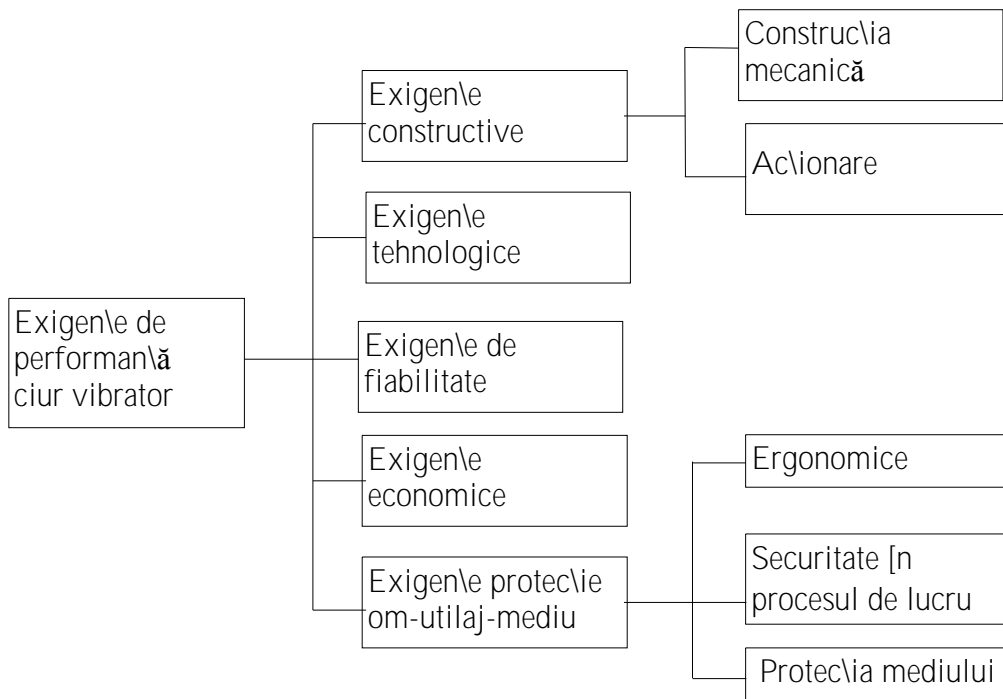 Exigen\e de
performan\ă
ciur vibrator
Exigen\e
constructive
Construc\ia
mecanică
Ac\ionare
Exigen\e
tehnologice
Exigen\e de
fiabilitate
Exigen\e
economice
Exigen\e protec\ie
om-utilaj-mediu
Ergonomice
Securitate [n
procesul de lucru
Protec\ia mediului